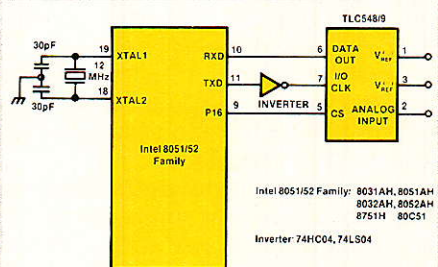 TLC548/9
30pF
19 XTAL1
RXD 10
6 DATA OUT
1
12 MHz
TXD 11
7 I/O CLK
3
30pF
18 XTAL2
INVERTER
P16 9
5 CS
ANALOG INPUT 2
Intel 8051/52
Family
Intel 8051/52 Family: 8031AH, 8051AH
8032AH, 8052AH
8751H 80C51
Inverter 74HC04, 74LS04